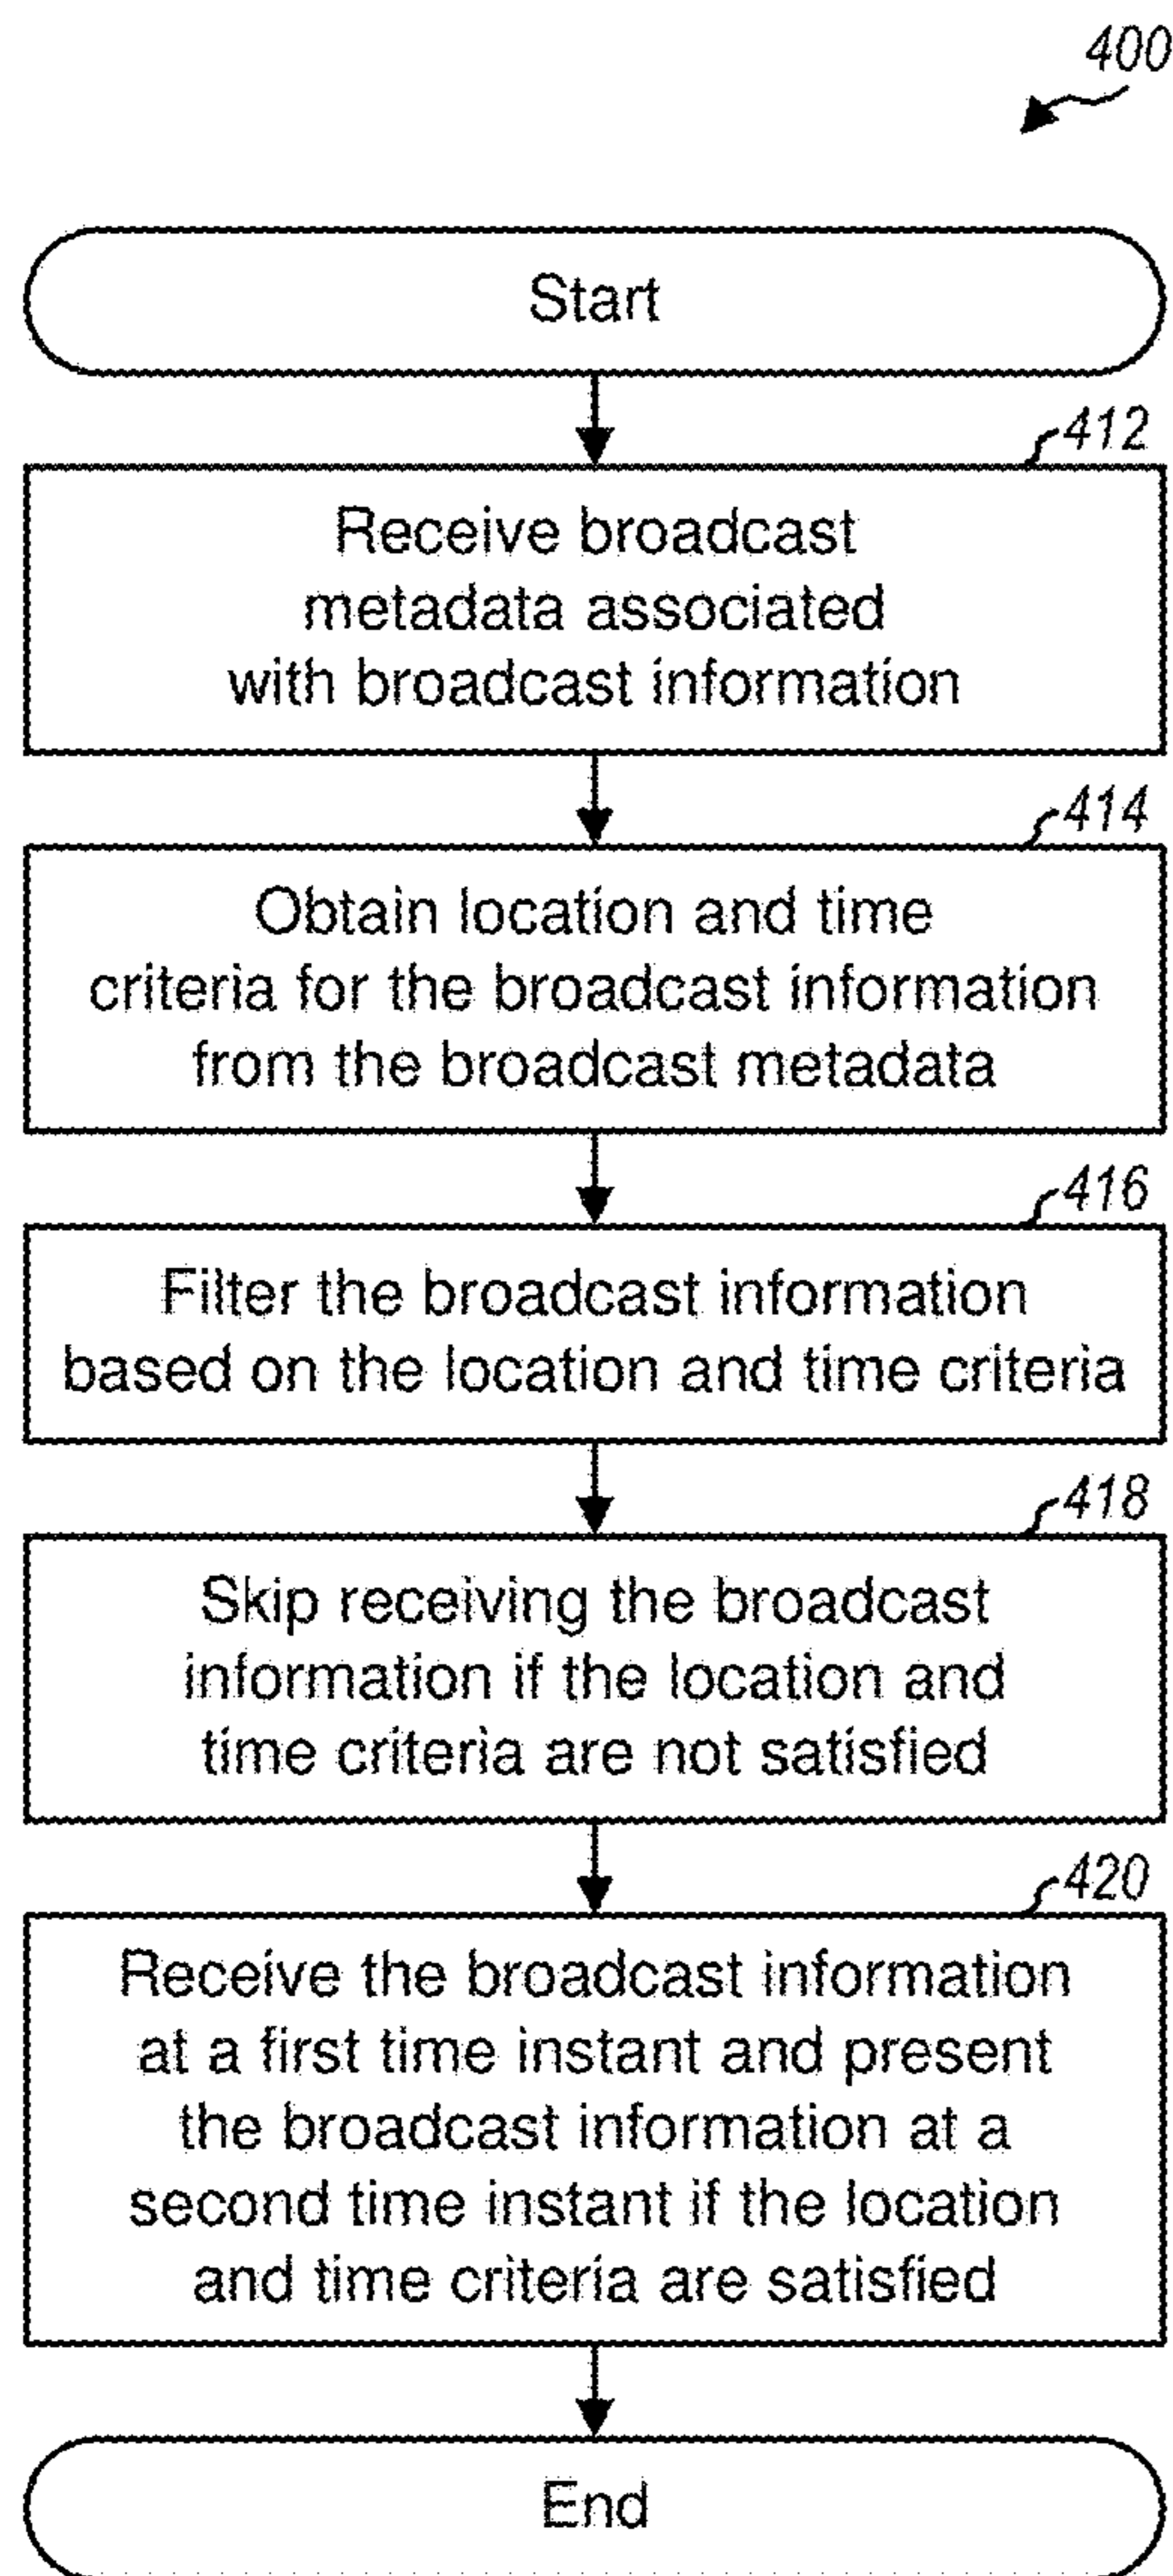 400
Start
412
Receive broadcast
metadata associated
with broadcast information
414
Obtain location and time
criteria for the broadcast information
from the broadcast metadata
416
Filter the broadcast information
based on the location and time criteria
418
Skip receiving the broadcast
information if the location and
time criteria are not satisfied
420
Receive the broadcast information
at a first time instant and present
the broadcast information at a
second time instant if the location
and time criteria are satisfied
End